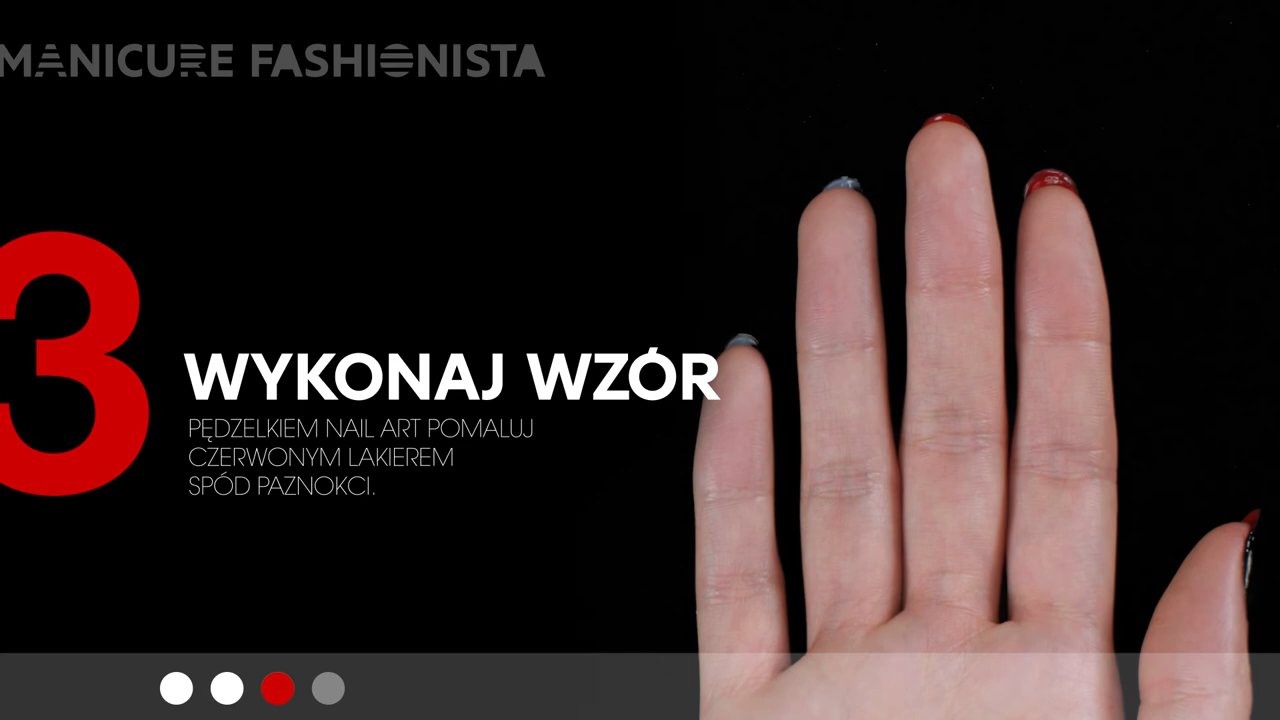 MANICURE FASHIONISTA
3
WYKONAJ WZÓR
PĘDZELKIEM NAIL ART POMALUJ
CZERWONYM LAKIEREM
SPÓD PAZNOKCI.